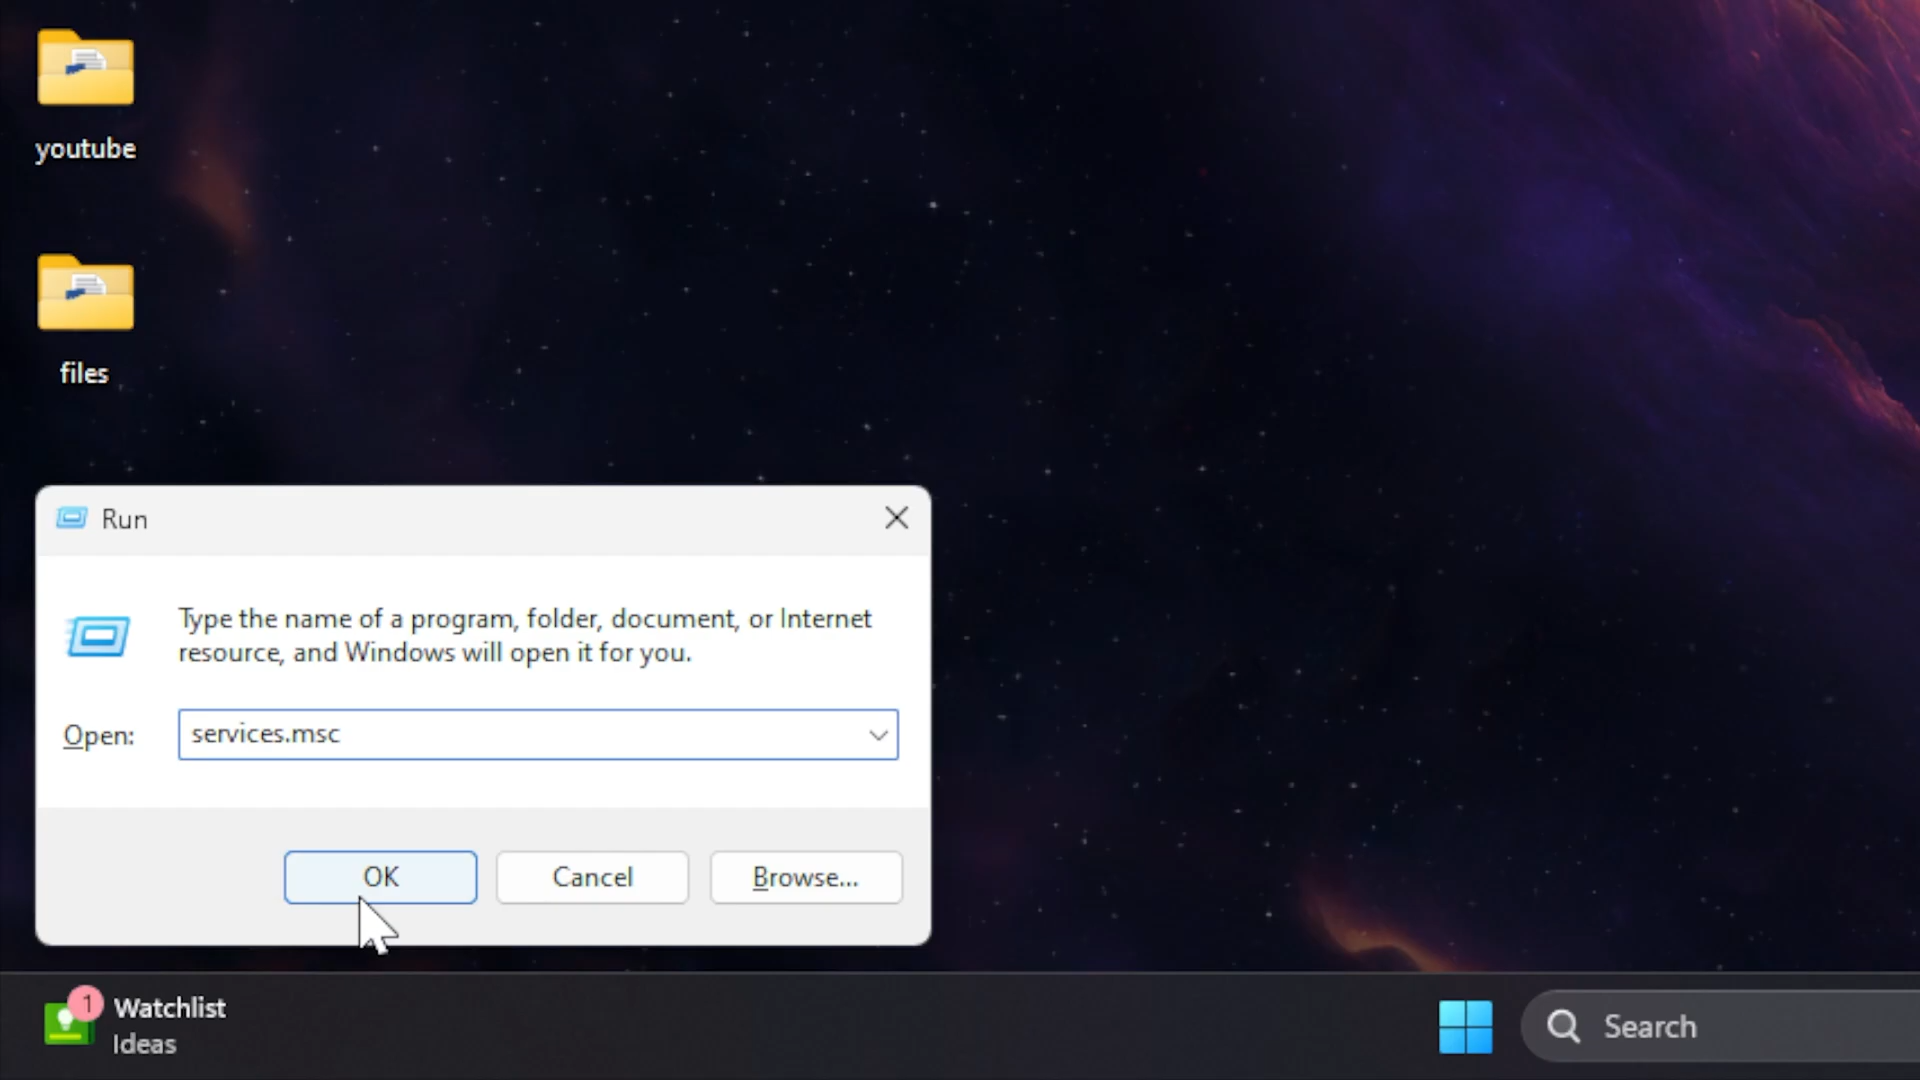 youtube
files
Run
Type the name of a program, folder, document, or Internet
resource, and Windows will open it for you.
Open:
services.msc
OK
Cancel
Browse...
1
Watchlist
Ideas
Search